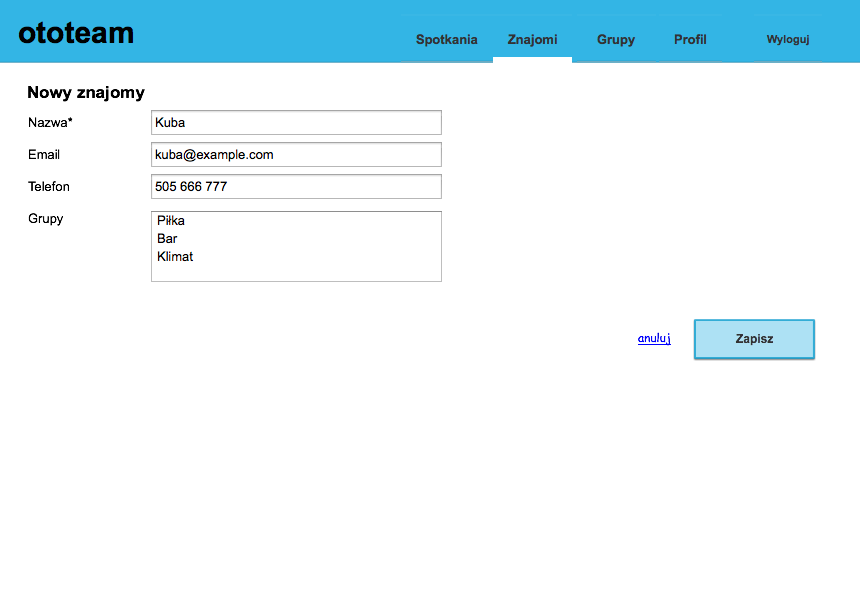 ototeam
Spotkania Znajomi Grupy Profil Wyloguj
Nowy znajomy
Nazwa* Kuba
Email kuba@example.com
Telefon 505 666 777
Grupy Piłka
Bar
Klimat
anuluj Zapisz